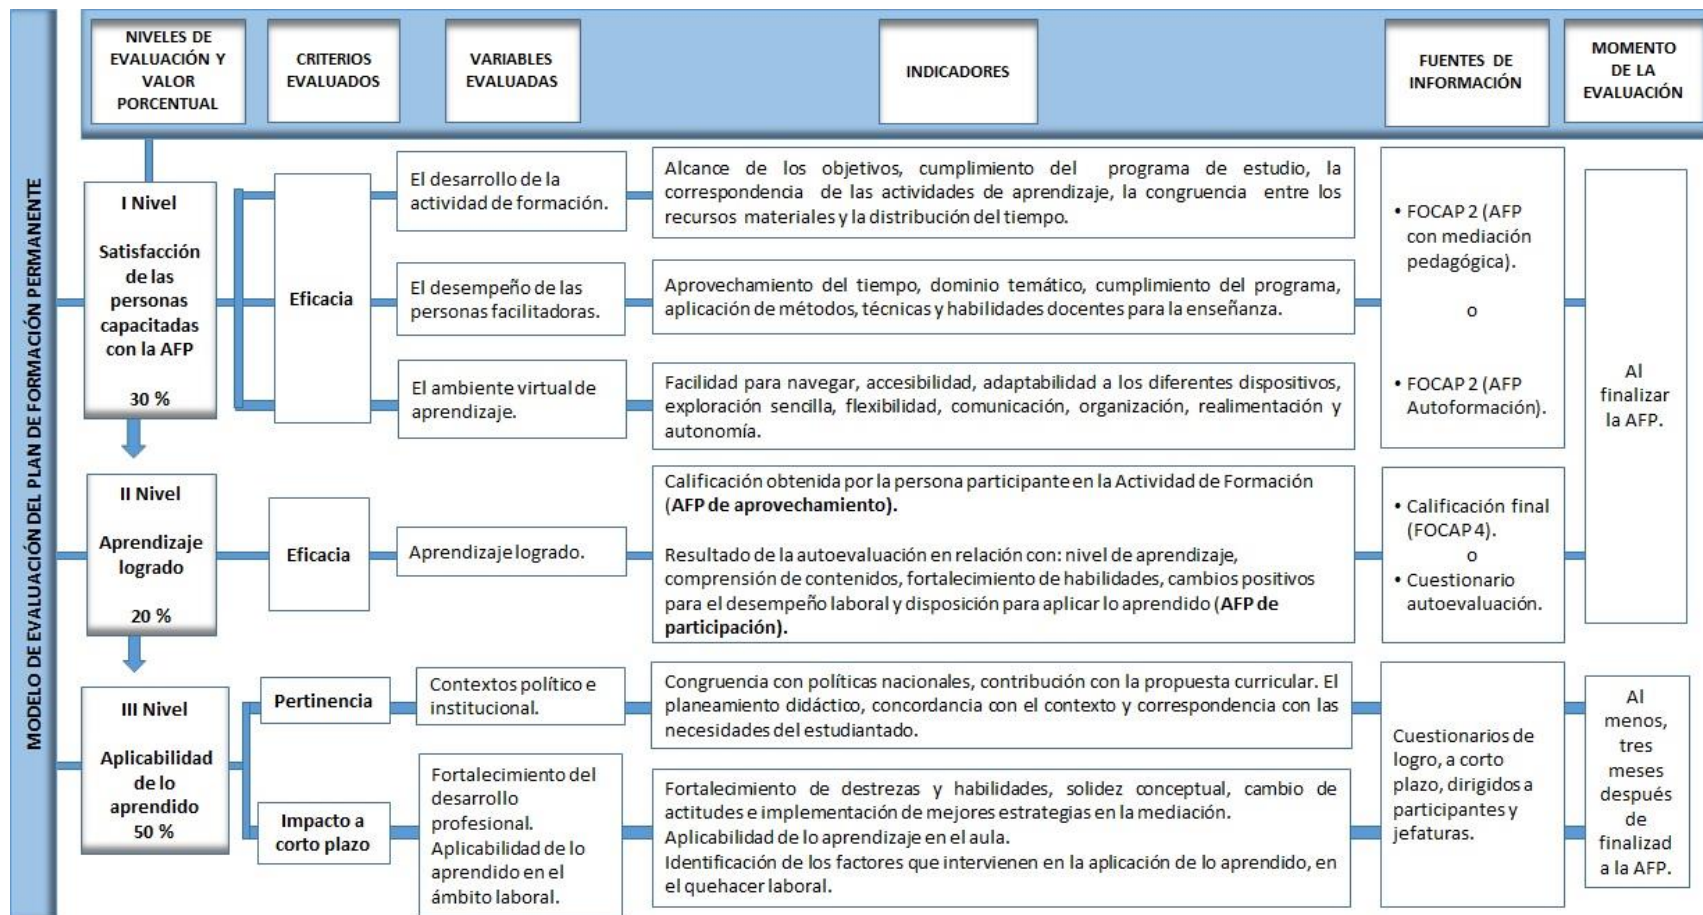 MODELO DE EVALUACIÓN DEL PLAN DE FORMACIÓN PERMANENTE
NIVELES DE
EVALUACIÓN Y
VALOR
PORCENTUAL
CRITERIOS
EVALUADOS
VARIABLES
EVALUADAS
INDICADORES
FUENTES DE
INFORMACIÓN
MOMENTO
DE LA
EVALUACIÓN
I Nivel
Satisfacción
de las
personas
capacitadas
con la AFP
30 %
Eficacia
El desarrollo de la
actividad de formación.
Alcance de los objetivos, cumplimiento del programa de estudio, la
correspondencia de las actividades de aprendizaje, la congruencia entre los
recursos materiales y la distribución del tiempo.
El desempeño de las
personas facilitadoras.
Aprovechamiento del tiempo, dominio temático, cumplimiento del programa,
aplicación de métodos, técnicas y habilidades docentes para la enseñanza.
El ambiente virtual de
aprendizaje.
Facilidad para navegar, accesibilidad, adaptabilidad a los diferentes dispositivos,
exploración sencilla, flexibilidad, comunicación, organización, realimentación y
autonomía.
• FOCAP 2 (AFP
con mediación
pedagógica).
o
• FOCAP 2 (AFP
Autoformación).
Al
finalizar
la AFP.
II Nivel
Aprendizaje
logrado
20 %
Eficacia
Aprendizaje logrado.
Calificación obtenida por la persona participante en la Actividad de Formación
(AFP de aprovechamiento).
Resultado de la autoevaluación en relación con: nivel de aprendizaje,
comprensión de contenidos, fortalecimiento de habilidades, cambios positivos
para el desempeño laboral y disposición para aplicar lo aprendido (AFP de
participación).
• Calificación final
(FOCAP 4).
o
• Cuestionario
autoevaluación.
III Nivel
Aplicabilidad
de lo
aprendido
50 %
Pertinencia
Contextos político e
institucional.
Congruencia con políticas nacionales, contribución con la propuesta curricular. El
planeamiento didáctico, concordancia con el contexto y correspondencia con las
necesidades del estudiantado.
Impacto a
corto plazo
Fortalecimiento del
desarrollo
profesional.
Aplicabilidad de lo
aprendido en el
ámbito laboral.
Fortalecimiento de destrezas y habilidades, solidez conceptual, cambio de
actitudes e implementación de mejores estrategias en la mediación.
Aplicabilidad de lo aprendizaje en el aula.
Identificación de los factores que intervienen en la aplicación de lo aprendido, en
el quehacer laboral.
Cuestionarios de
logro, a corto
plazo, dirigidos a
participantes y
jefaturas.
Al
menos,
tres
meses
después
de
finalizad
a la AFP.